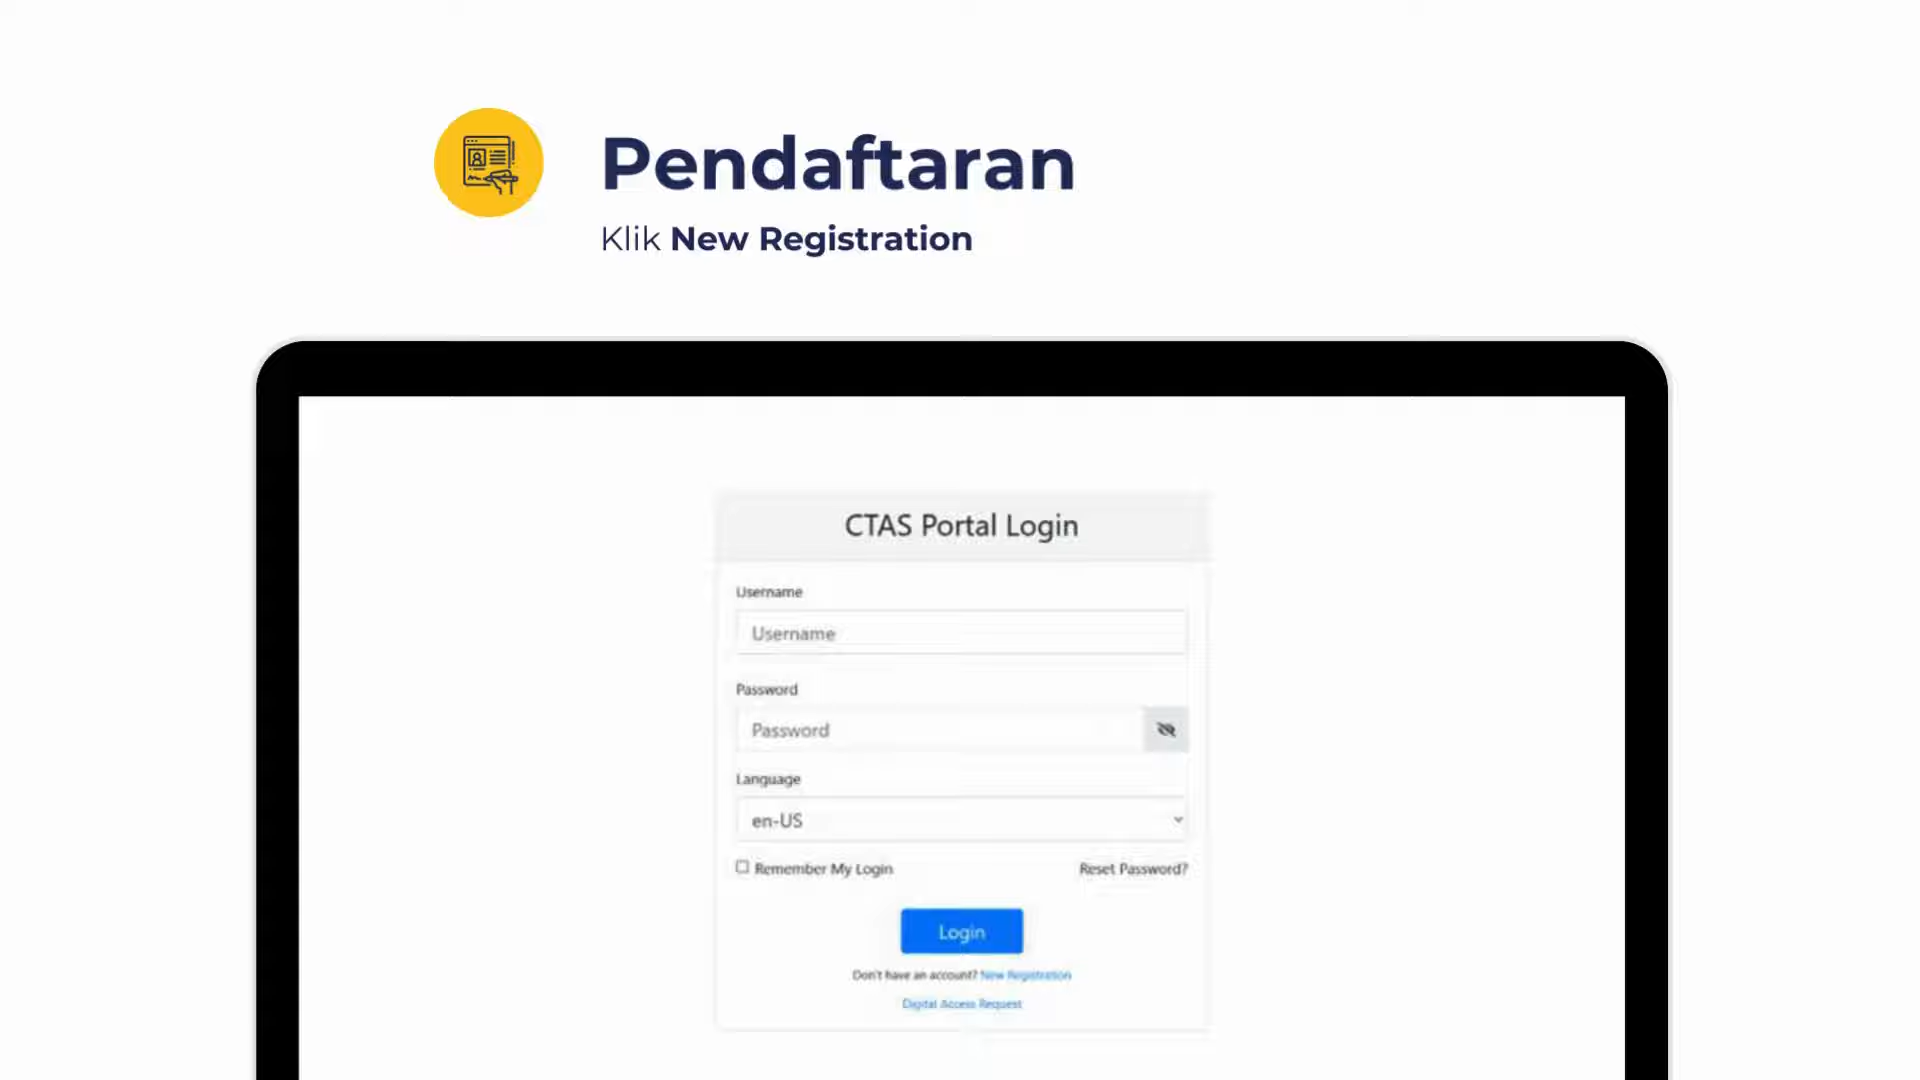 Pendaftaran
Klik New Registration
CTAS Portal Login
Username
Username
Password
Password
Language
en-US
Remember My Login Reset Password?
Login
Don't have an account? New Registration
Digital Access Request